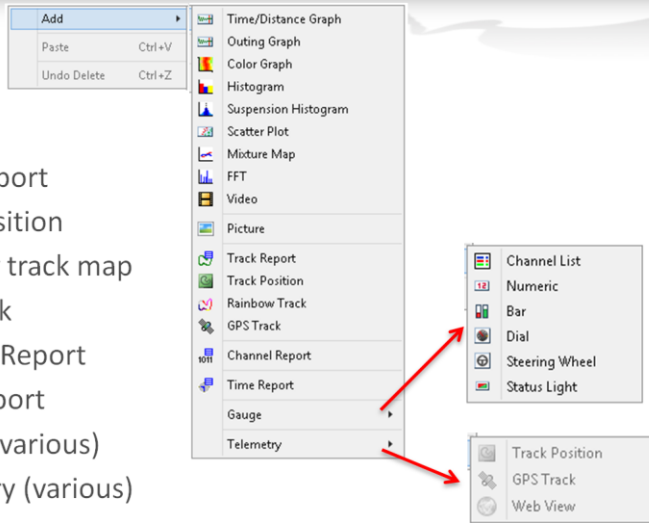 Add
Paste Ctrl+V
Undo Delete Ctrl+Z
Time/Distance Graph
Outing Graph
Color Graph
Histogram
Suspension Histogram
Scatter Plot
Mixture Map
FFT
Video
Picture
Track Report
Track Position
Rainbow Track
GPS Track
Channel Report
Time Report
Gauge
Telemetry
Channel List
Numeric
Bar
Dial
Steering Wheel
Status Light
Track Position
GPS Track
Web View
track map
Report
various)
(various)